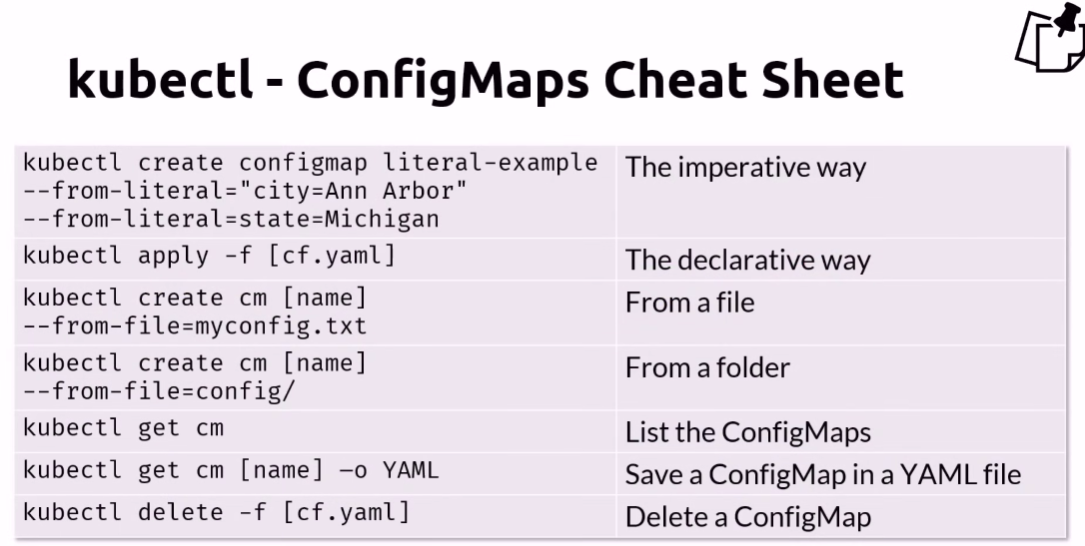 kubectl - ConfigMaps Cheat Sheet
kubectl create configmap literal-example
--from-literal="city=Ann Arbor"
--from-literal=state=Michigan
The imperative way
kubectl apply -f [cf.yaml]
The declarative way
kubectl create cm [name]
--from-file=myconfig.txt
From a file
kubectl create cm [name]
--from-file=config/
From a folder
kubectl get cm
List the ConfigMaps
kubectl get cm [name] –o YAML
Save a ConfigMap in a YAML file
kubectl delete -f [cf.yaml]
Delete a ConfigMap